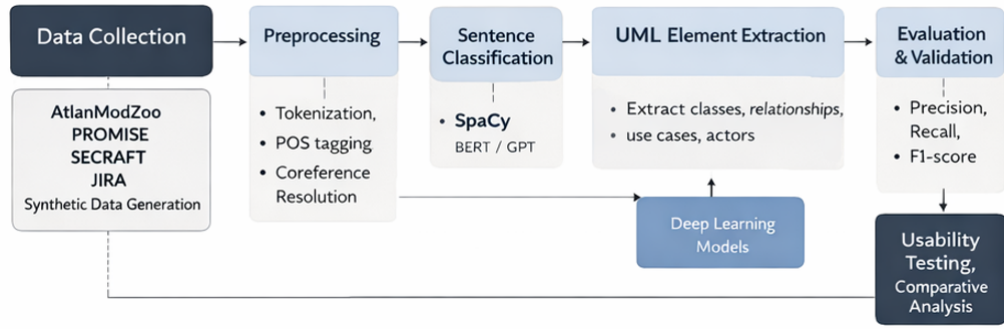 Data Collection
AtlanModZoo
PROMISE
SECRAFT
JIRA
Synthetic Data Generation
Preprocessing
• Tokenization,
• POS tagging
• Coreference
Resolution
Sentence
Classification
• SpaCy
BERT / GPT
UML Element Extraction
• Extract classes, relationships,
• use cases, actors
Deep Learning
Models
Evaluation
& Validation
• Precision,
Recall,
• F1-score
Usability
Testing,
Comparative
Analysis